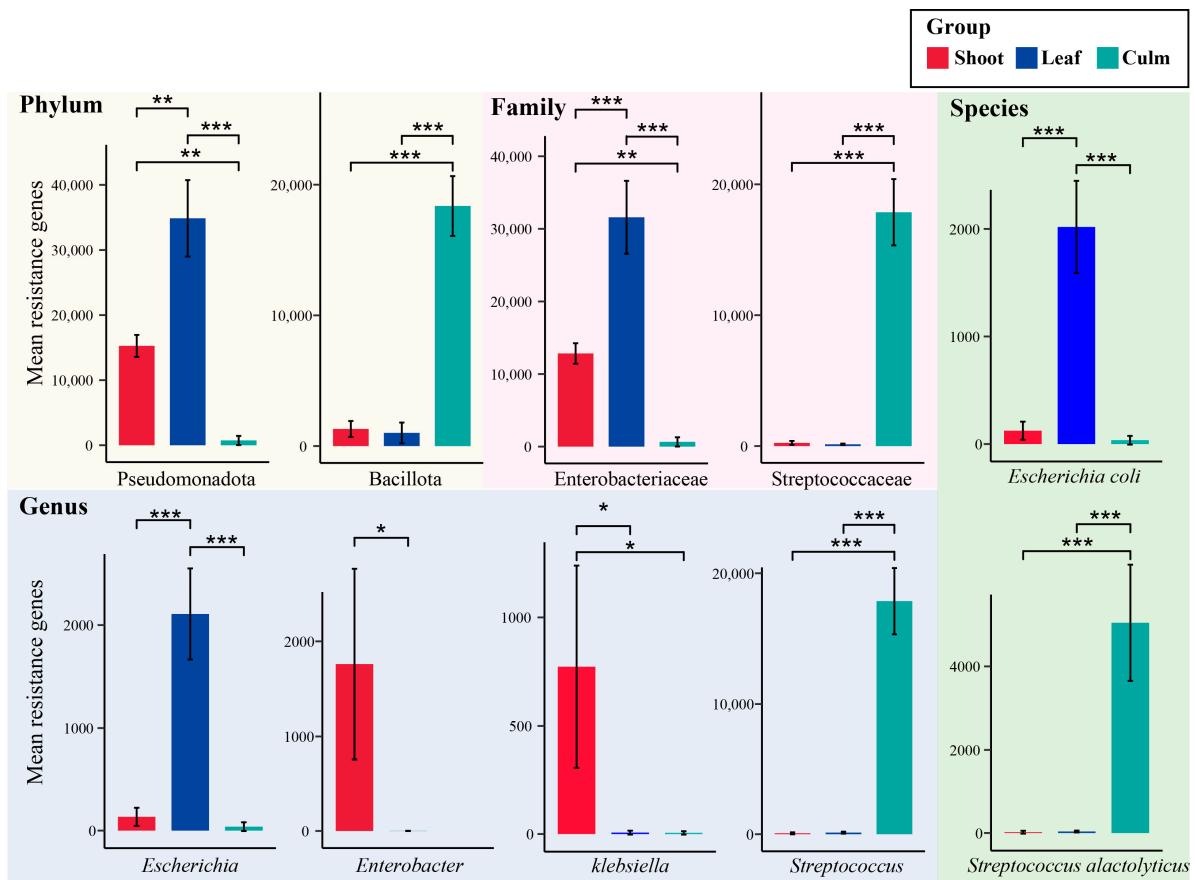 Group
Shoot Leaf Culm
Phylum
Family
Species
Mean resistance genes
** *** **
40,000
30,000
20,000
10,000
0
Pseudomonadota
*** ***
20,000
10,000
0
Bacillota
*** *** **
40,000
30,000
20,000
10,000
0
Enterobacteriaceae
*** ***
20,000
10,000
0
Streptococcaceae
*** ***
2000
1000
0
Escherichia coli
Genus
Mean resistance genes
*** ***
2000
1000
0
Escherichia
*
2000
1000
0
Enterobacter
* *
1000
500
0
klebsiella
*** ***
20,000
10,000
0
Streptococcus
*** ***
4000
2000
0
Streptococcus alactolyticus